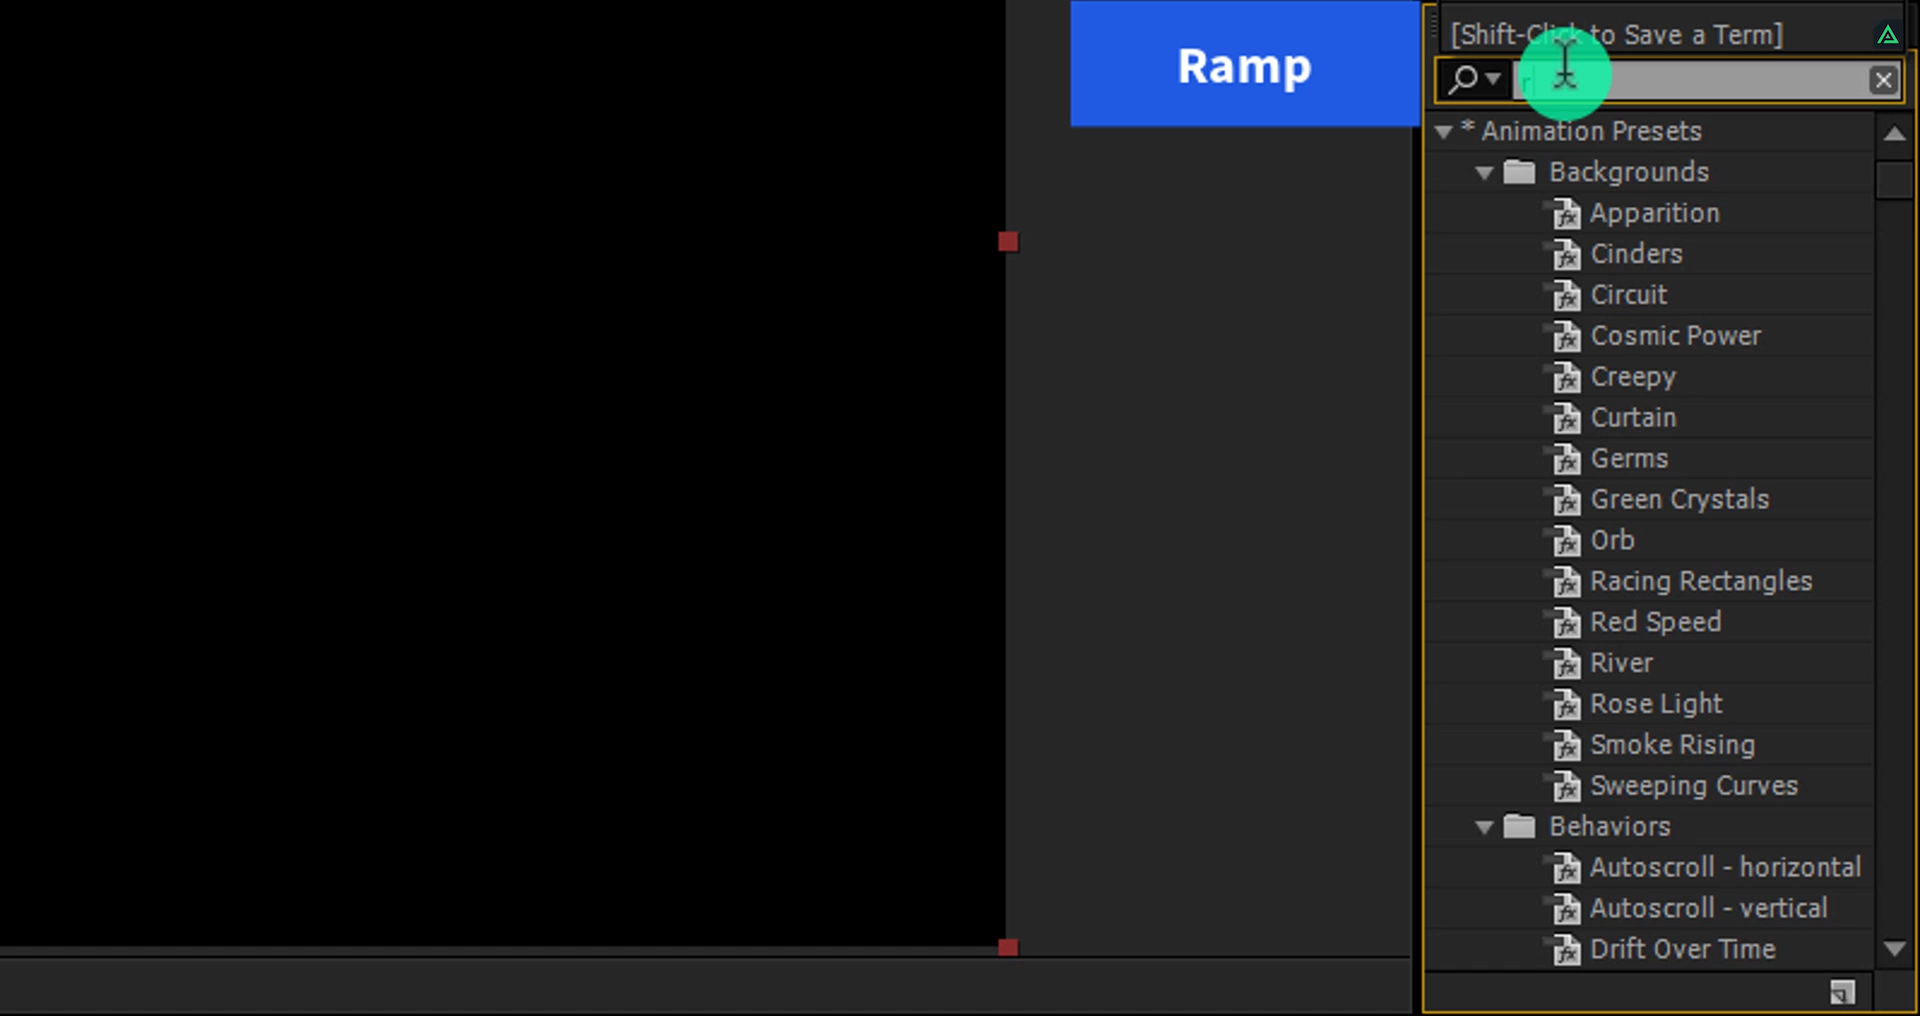 Ramp
[Shift-Click to Save a Term]
r
* Animation Presets
Backgrounds
Apparition
Cinders
Circuit
Cosmic Power
Creepy
Curtain
Germs
Green Crystals
Orb
Racing Rectangles
Red Speed
River
Rose Light
Smoke Rising
Sweeping Curves
Behaviors
Autoscroll - horizontal
Autoscroll - vertical
Drift Over Time